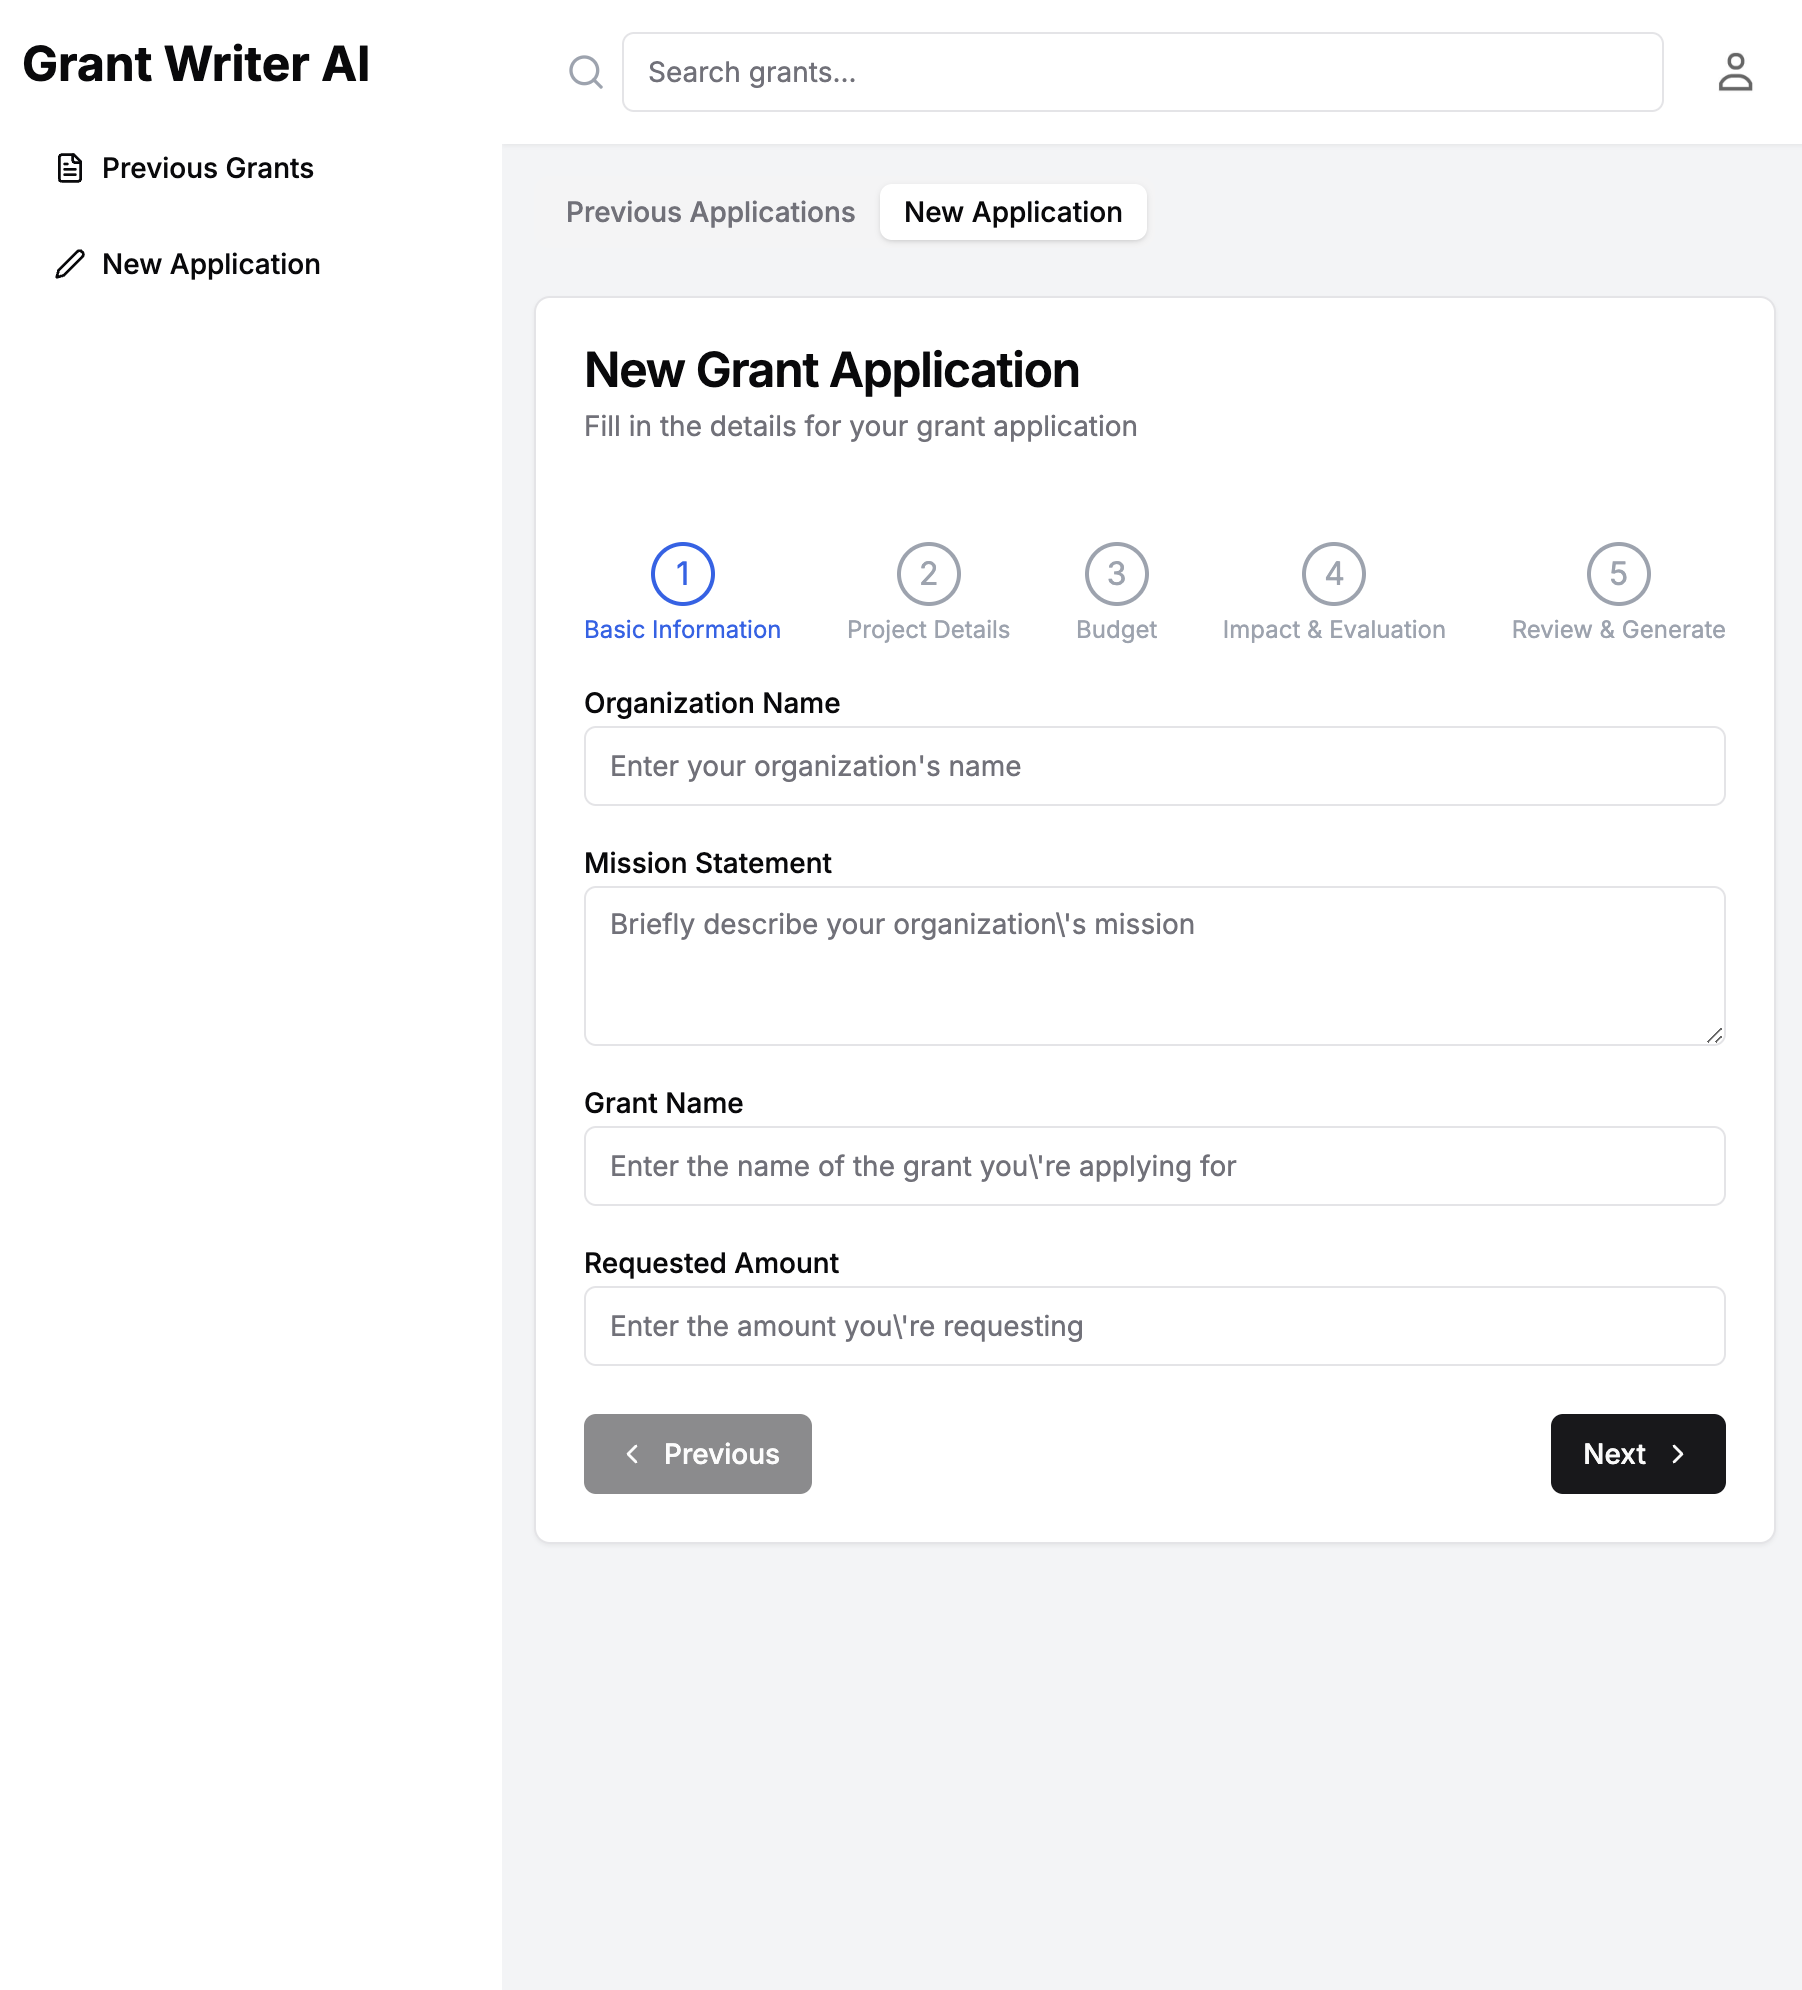 Grant Writer AI
Previous Grants
New Application
Search grants...
Previous Applications
New Application
New Grant Application
Fill in the details for your grant application
1
Basic Information
2
Project Details
3
Budget
4
Impact & Evaluation
5
Review & Generate
Organization Name
Enter your organization's name
Mission Statement
Briefly describe your organization\'s mission
Grant Name
Enter the name of the grant you\'re applying for
Requested Amount
Enter the amount you\'re requesting
Previous
Next